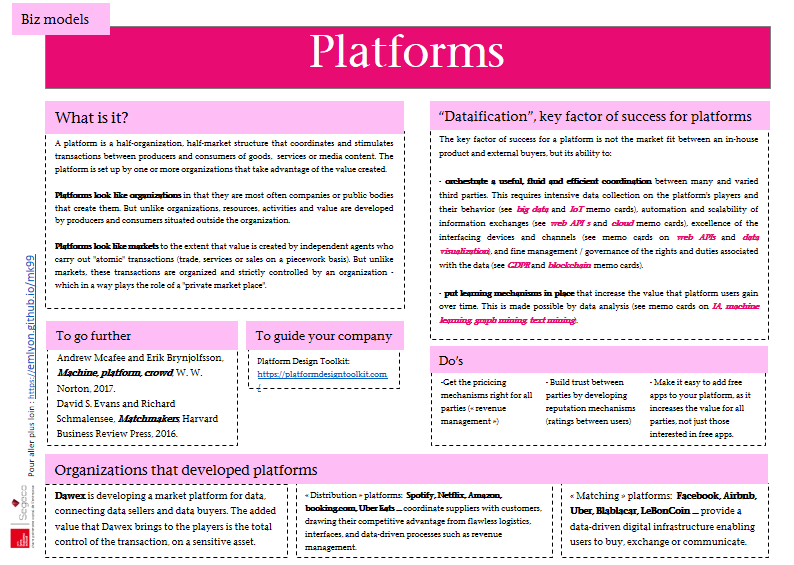 Biz models
Platforms
What is it?
A platform is a half-organization, half-market structure that coordinates and stimulates
transactions between producers and consumers of goods, services or media content. The
platform is set up by one or more organizations that take advantage of the value created.
Platforms look like organizations in that they are most often companies or public bodies
that create them. But unlike organizations, resources, activities and value are developed
by producers and consumers situated outside the organization.
Platforms look like markets to the extent that value is created by independent agents who
carry out "atomic" transactions (trade, services or sales on a piecework basis). But unlike
markets, these transactions are organized and strictly controlled by an organization -
which in a way plays the role of a "private market place".
“Dataification”, key factor of success for platforms
The key factor of success for a platform is not the market fit between an in-house
product and external buyers, but its ability to:
- orchestrate a useful, fluid and efficient coordination between many and varied
third parties. This requires intensive data collection on the platform's players and
their behavior (see big data and IoT memo cards), automation and scalability of
information exchanges (see web API s and cloud memo cards), excellence of the
interfacing devices and channels (see memo cards on web APIs and data
visualization), and fine management / governance of the rights and duties associated
with the data (see GDPR and blockchain memo cards).
- put learning mechanisms in place that increase the value that platform users gain
over time. This is made possible by data analysis (see memo cards on IA, machine
learning, graph mining, text mining).
To go further
Andrew Mcafee and Erik Brynjolfsson,
Machine, platform, crowd, W. W.
Norton, 2017.
David S. Evans and Richard
Schmalensee, Matchmakers, Harvard
Business Review Press, 2016.
To guide your company
Platform Design Toolkit:
https://platformdesigntoolkit.com
/
Do’s
-Get the pricicing
mechanisms right for all
parties (« revenue
management »)
- Build trust between
parties by developing
reputation mechanisms
(ratings between users)
- Make it easy to add free
apps to your platform, as it
increases the value for all
parties, not just those
interested in free apps.
Organizations that developed platforms
Dawex is developing a market platform for data,
connecting data sellers and data buyers. The added
value that Dawex brings to the players is the total
control of the transaction, on a sensitive asset.
« Distribution » platforms: Spotify, Netflix, Amazon,
booking.com, Uber Eats ... coordinate suppliers with customers,
drawing their competitive advantage from flawless logistics,
interfaces, and data-driven processes such as revenue
management.
« Matching » platforms: Facebook, Airbnb,
Uber, Blablacar, LeBonCoin ... provide a
data-driven digital infrastructure enabling
users to buy, exchange or communicate.
Pour aller plus loin : https://emlyon.github.io/mk99
Segeco